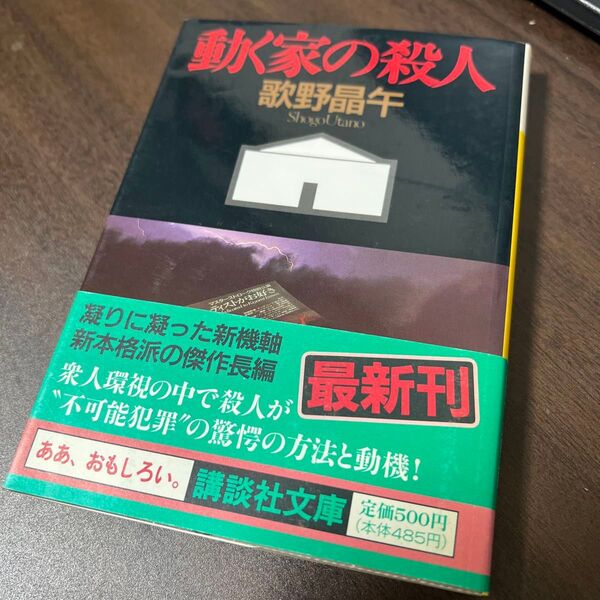 動く家の殺人
歌野晶午
Shogo Utano
凝りに凝った新機軸
新本格派の傑作長編
最新刊
衆人環視の中で殺人が
〝不可能犯罪〟の驚愕の方法と動機!
ああ、おもしろい。
講談社文庫
定価500円
(本体485円)